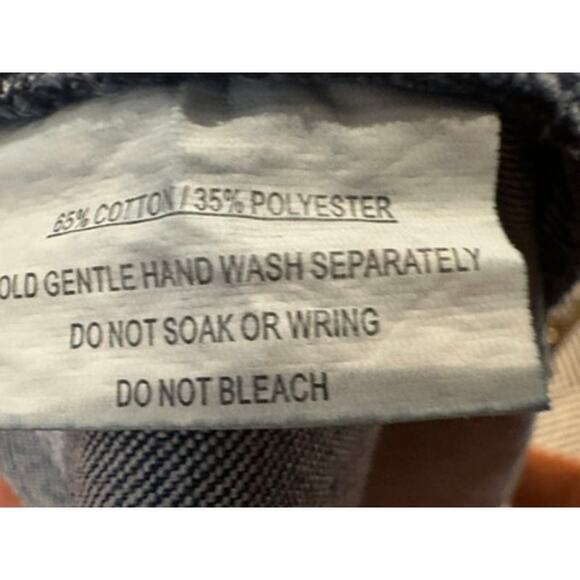 65% COTTON / 35% POLYESTER
OLD GENTLE HAND WASH SEPARATELY
DO NOT SOAK OR WRING
DO NOT BLEACH